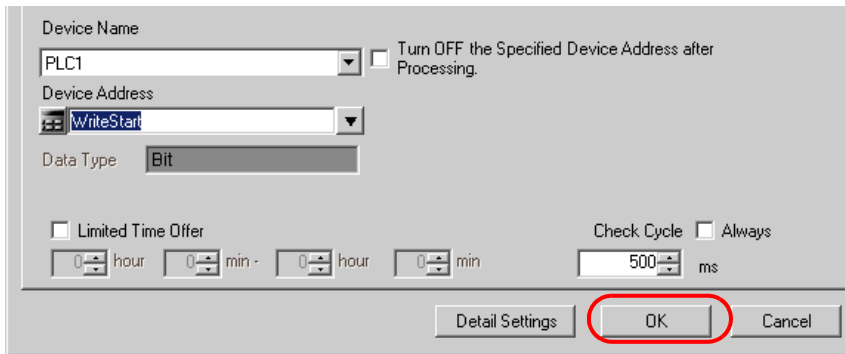 Device Name
PLC1
Turn OFF the Specified Device Address after
Processing.
Device Address
WriteStart
Data Type Bit
Limited Time Offer
Check Cycle Always
0 hour 0 min - 0 hour 0 min
500 ms
Detail Settings OK Cancel